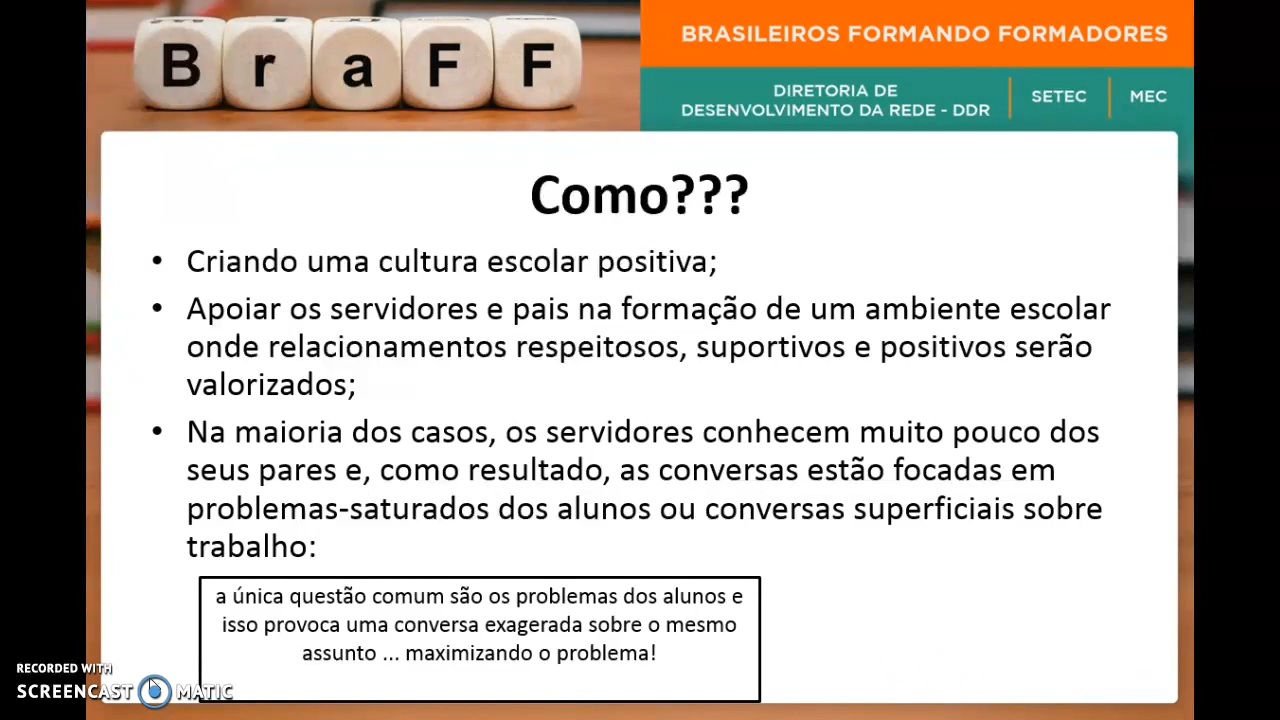 B r a F F
BRASILEIROS FORMANDO FORMADORES
DIRETORIA DE
DESENVOLVIMENTO DA REDE - DDR
SETEC
MEC
Como???
• Criando uma cultura escolar positiva;
• Apoiar os servidores e pais na formação de um ambiente escolar
onde relacionamentos respeitosos, suportivos e positivos serão
valorizados;
• Na maioria dos casos, os servidores conhecem muito pouco dos
seus pares e, como resultado, as conversas estão focadas em
problemas-saturados dos alunos ou conversas superficiais sobre
trabalho:
a única questão comum são os problemas dos alunos e
isso provoca uma conversa exagerada sobre o mesmo
assunto ... maximizando o problema!
RECORDED WITH
SCREENCAST MATIC